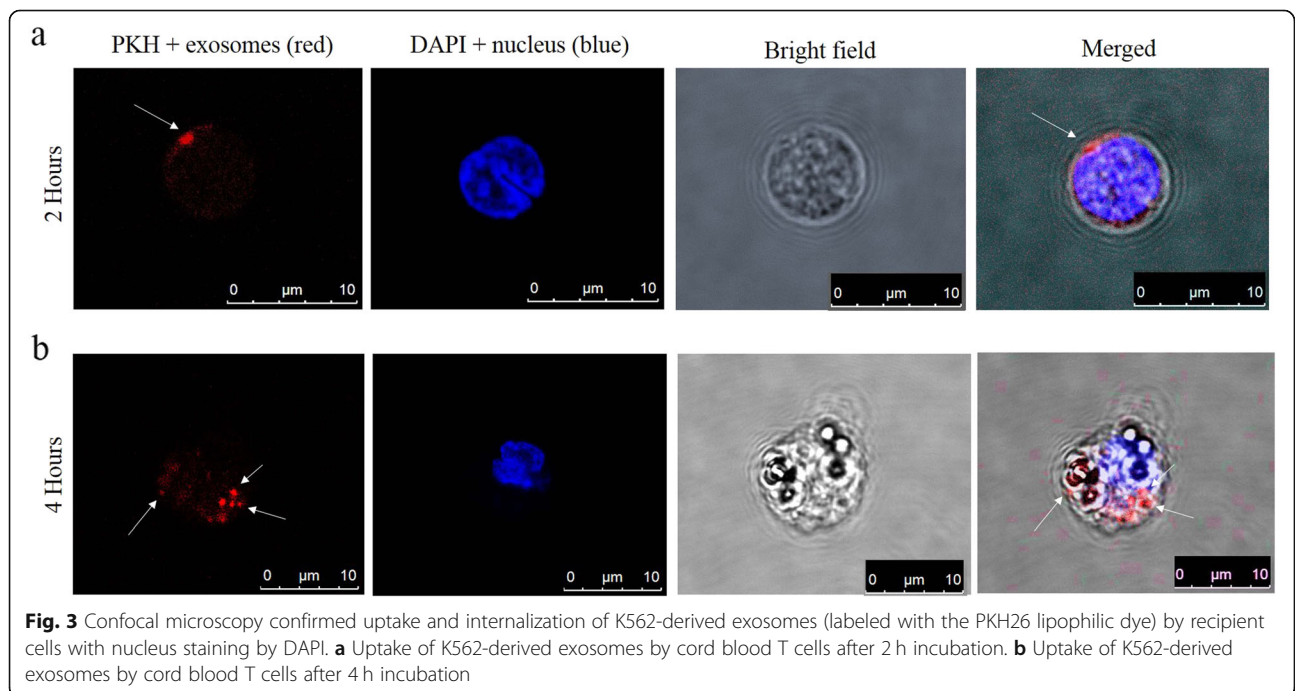 a
PKH + exosomes (red) DAPI + nucleus (blue) Bright field Merged
2 Hours
0 µm 10 0 µm 10 0 µm 10 0 µm 10
b
4 Hours
0 µm 10 0 µm 10 0 µm 10 0 µm 10
Fig. 3 Confocal microscopy confirmed uptake and internalization of K562-derived exosomes (labeled with the PKH26 lipophilic dye) by recipient
cells with nucleus staining by DAPI. a Uptake of K562-derived exosomes by cord blood T cells after 2 h incubation. b Uptake of K562-derived
exosomes by cord blood T cells after 4 h incubation